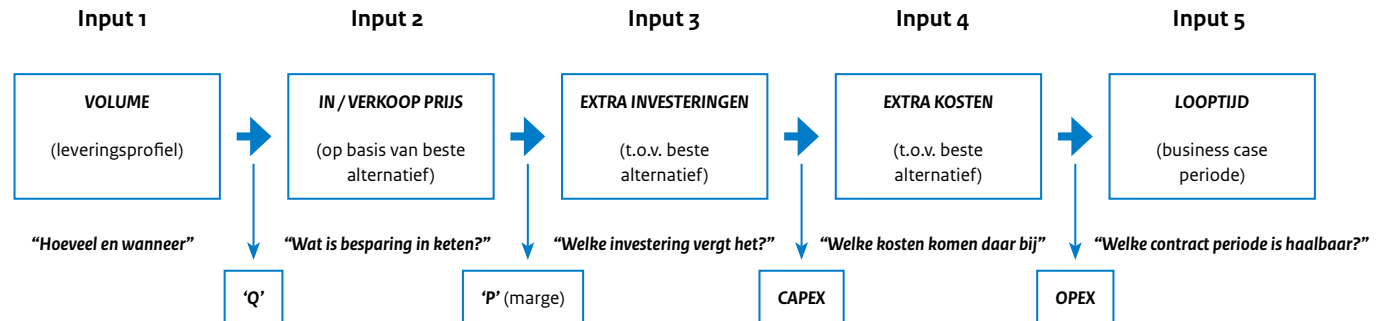 Input 1
Input 2
Input 3
Input 4
Input 5
VOLUME
(leveringsprofiel)
IN / VERKOOP PRIJS
(op basis van beste
alternatief)
EXTRA INVESTERINGEN
(t.o.v. beste
alternatief)
EXTRA KOSTEN
(t.o.v. beste
alternatief)
LOOPTIJD
(business case
periode)
“Hoeveel en wanneer”
“Wat is besparing in keten?”
“Welke investering vergt het?”
“Welke kosten komen daar bij”
“Welke contract periode is haalbaar?”
‘Q’
‘P’ (marge)
CAPEX
OPEX